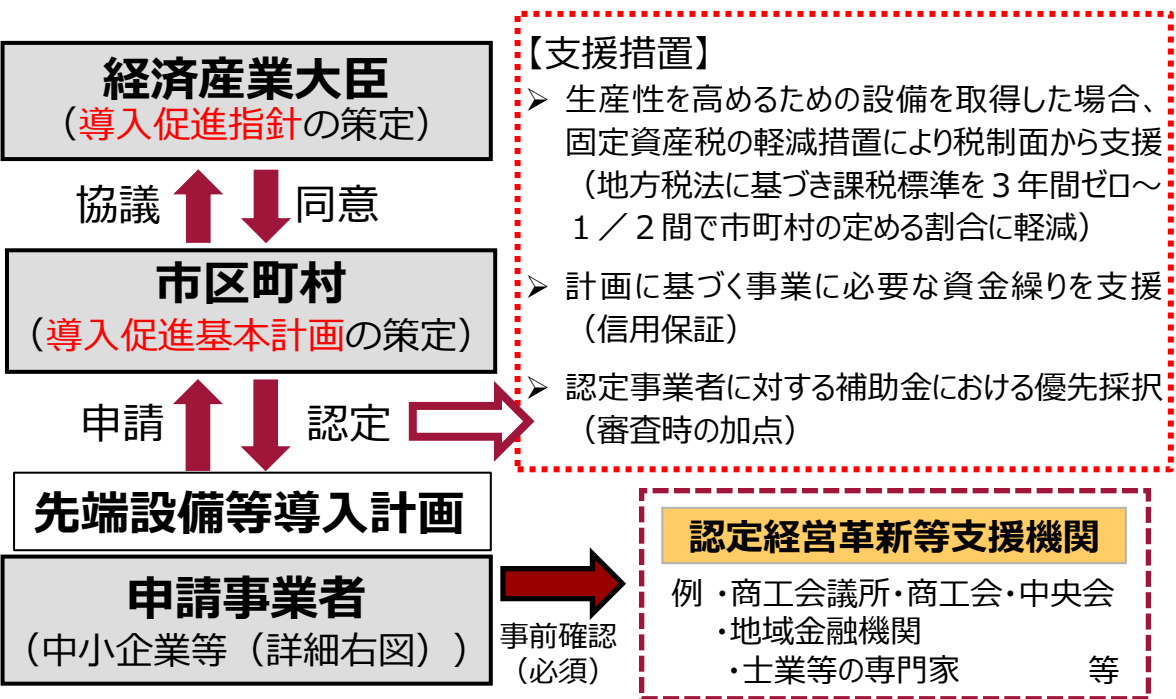 経済産業大臣
（導入促進指針の策定）
協議
同意
市区町村
（導入促進基本計画の策定）
申請
認定
先端設備等導入計画
申請事業者
（中小企業等（詳細右図））
【支援措置】
➢ 生産性を高めるための設備を取得した場合、
固定資産税の軽減措置により税制面から支援
（地方税法に基づき課税標準を３年間ゼロ～
１／２間で市町村の定める割合に軽減）
➢ 計画に基づく事業に必要な資金繰りを支援
（信用保証）
➢ 認定事業者に対する補助金における優先採択
（審査時の加点）
事前確認
（必須）
認定経営革新等支援機関
例 ・商工会議所・商工会・中央会
・地域金融機関
・士業等の専門家 等